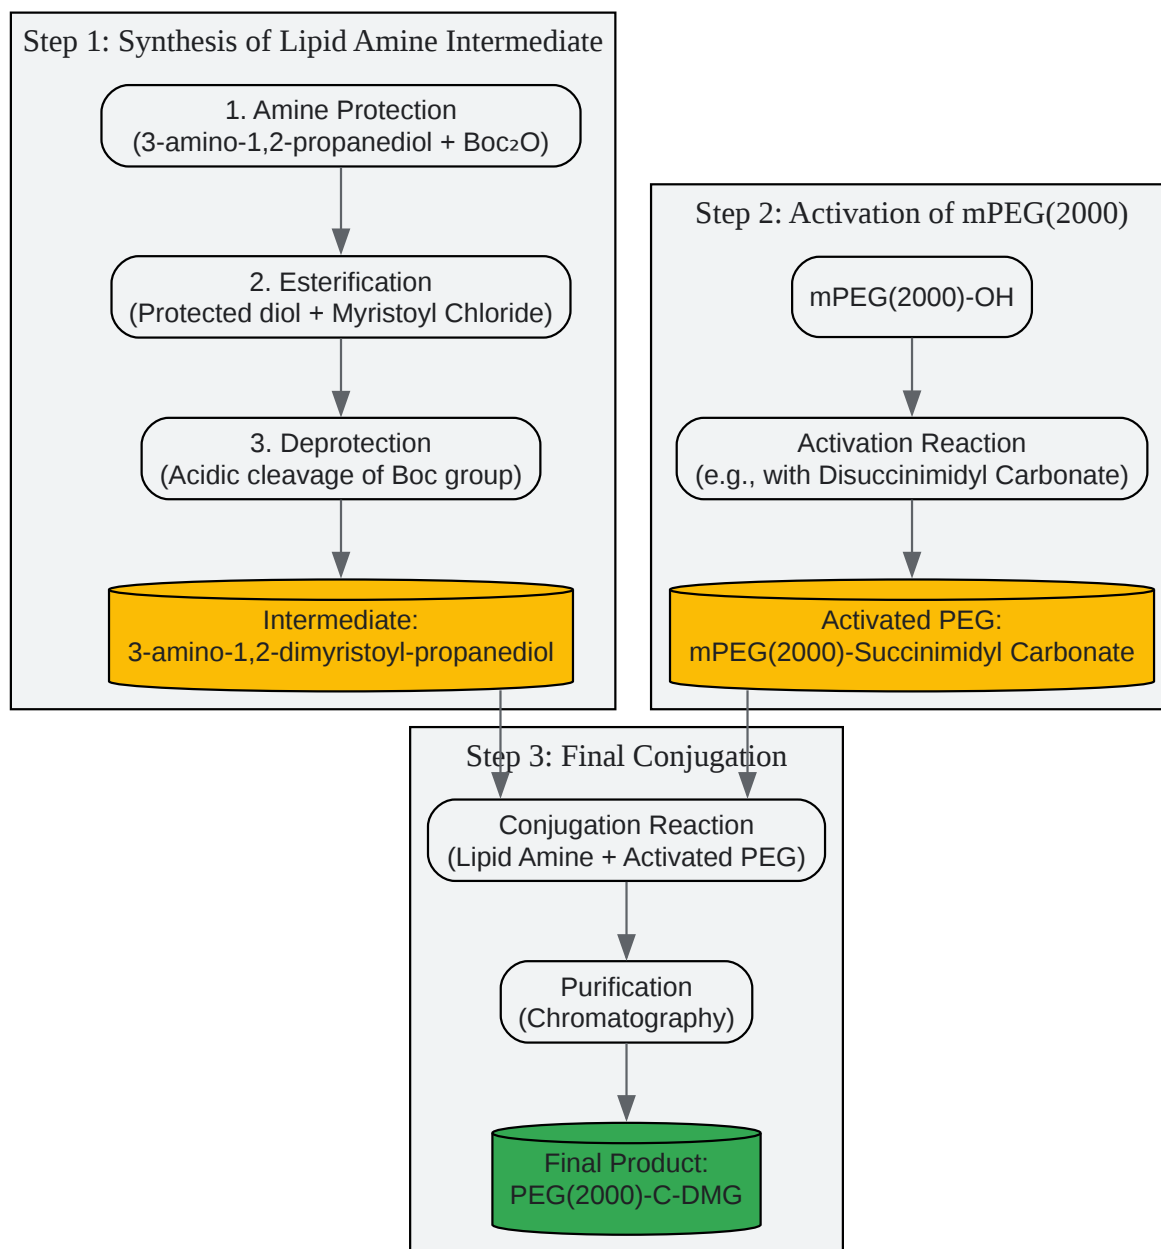 Step 1: Synthesis of Lipid Amine Intermediate
1. Amine Protection
(3-amino-1,2-propanediol + Boc₂O)
2. Esterification
(Protected diol + Myristoyl Chloride)
3. Deprotection
(Acidic cleavage of Boc group)
Intermediate:
3-amino-1,2-dimyristoyl-propanediol
Step 2: Activation of mPEG(2000)
mPEG(2000)-OH
Activation Reaction
(e.g., with Disuccinimidyl Carbonate)
Activated PEG:
mPEG(2000)-Succinimidyl Carbonate
Step 3: Final Conjugation
Conjugation Reaction
(Lipid Amine + Activated PEG)
Purification
(Chromatography)
Final Product:
PEG(2000)-C-DMG